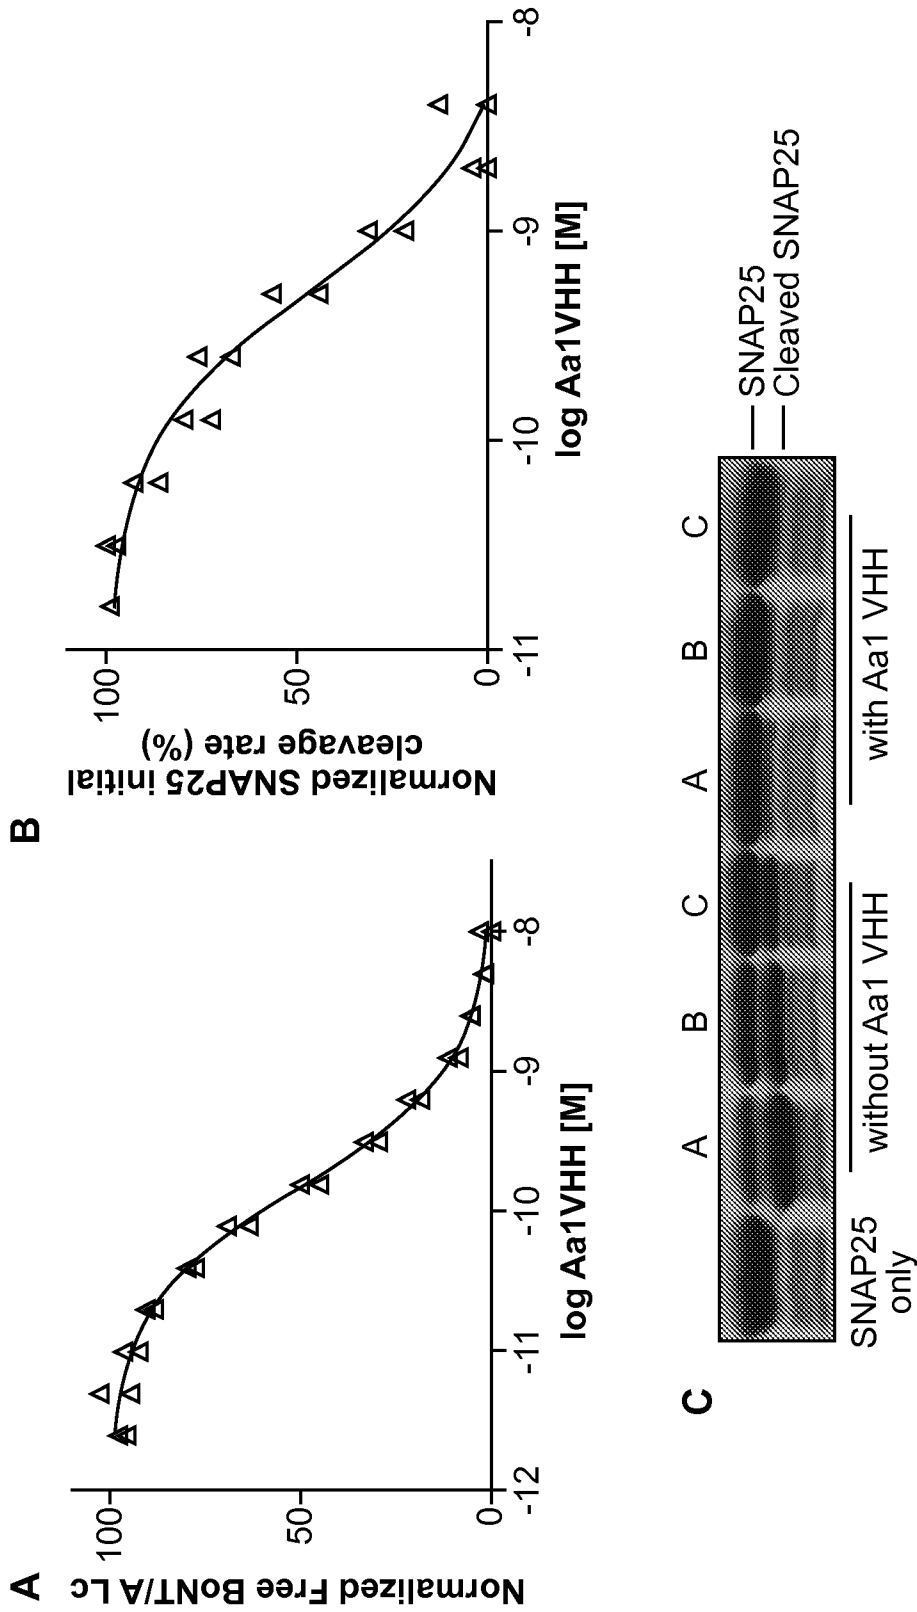 A
Normalized Free BoNT/A Lc
100
50
0
-12
-11
-10
-9
-8
log Aa1VHH [M]
B
Normalized SNAP25 initial
cleavage rate (%)
100
50
0
-11
-10
-9
-8
log Aa1VHH [M]
C
A
B
C
A
B
C
SNAP25
Cleaved SNAP25
SNAP25
only
without Aa1 VHH
with Aa1 VHH